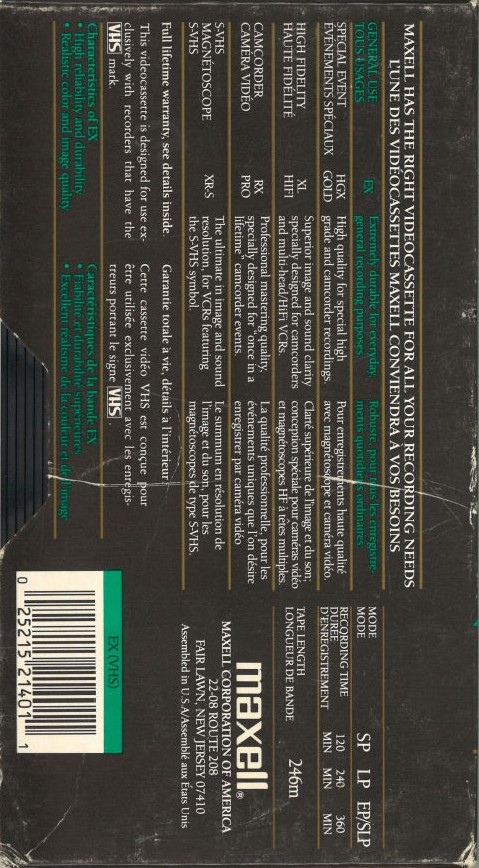 MAXELL HAS THE RIGHT VIDEOCASSETTE FOR ALL YOUR RECORDING NEEDS
L'UNE DES VIDÉOCASSETTES MAXELL CONVIENDRA À VOS BESOINS
GENERAL USE
TOUS USAGES
EX
Extremely durable for everyday,
general recording purposes
Robuste, pour tous les enregistre-
ments quotidiens ordinaires
SPECIAL EVENT
ÉVÉNEMENTS SPÉCIAUX
HGX
GOLD
High quality for special high
grade and camcorder recordings.
Pour enregistrements haute qualité
avec magnétoscope et caméra vidéo.
HIGH FIDELITY
HAUTE FIDÉLITÉ
XL
HIFI
Superior image and sound clarity
specially designed for camcorders
and multi-head/HiFi VCRs.
Clarté supérieure de l'image et du son;
conception spéciale pour caméras vidéo
et magnétoscopes HF à têtes multiples.
CAMCORDER
CAMÉRA VIDÉO
RX
PRO
Professional mastering quality,
specially designed for "once in a
lifetime" camcorder events.
La qualité professionnelle, pour les
événements uniques que l'on désire
enregistrer par caméra vidéo
S-VHS
MAGNÉTOSCOPE
S-VHS
XR-S
The ultimate in image and sound
resolution, for VCRs featuring
the S-VHS symbol.
Le summum en résolution de
l'image et du son, pour les
magnétoscopes de type S-VHS.
Full lifetime warranty, see details inside.
Garantie totale à vie, détails à l'intérieur
This videocassette is designed for use ex-
clusively with recorders that have the
VHS mark.
Cette cassette vidéo VHS est conçue pour
être utilisée exclusivement avec les enregis-
treurs portant le signe VHS.
Characteristics of EX
• High reliability and durability
• Realistic color and image quality
Caractéristiques de la bande EX
• Fiabilité et durabilité supérieures
• Excellent réalisme de la couleur et de l'image
MODE
MODE
SP LP EP/SLP
RECORDING TIME
DURÉE
D'ENREGISTREMENT
120 240 360
MIN MIN MIN
TAPE LENGTH
LONGUEUR DE BANDE
246m
maxell®
MAXELL CORPORATION OF AMERICA
22-08 ROUTE 208
FAIR LAWN, NEW JERSEY 07410
Assembled in U.S.A/Assemblé aux États Unis
EX (VHS)
0 25215 21401 1